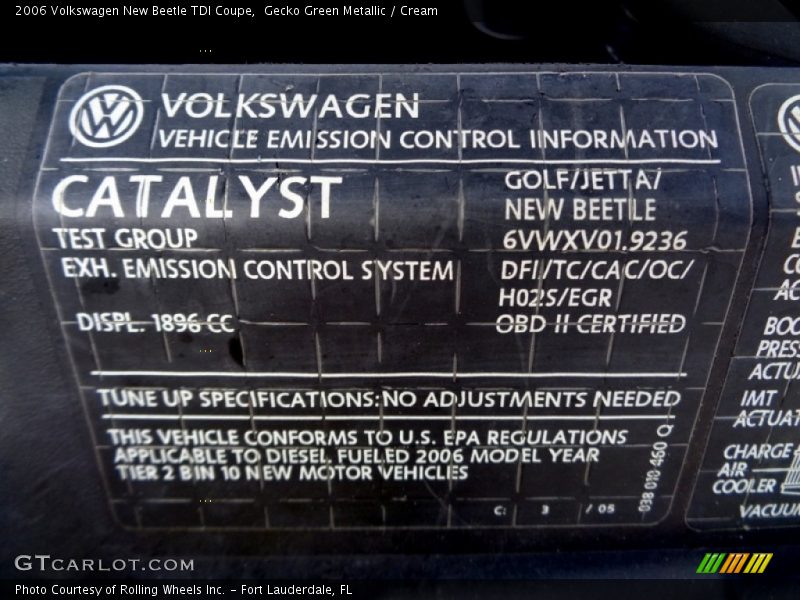 2006 Volkswagen New Beetle TDI Coupe,  Gecko Green Metallic / Cream
VOLKSWAGEN
VEHICLE EMISSION CONTROL INFORMATION
CATALYST
GOLF/JETTA/
NEW BEETLE
TEST GROUP
6VWXV01.9236
EXH. EMISSION CONTROL SYSTEM
DFI/TC/CAC/OC/
HO2S/EGR
DISPL. 1896 CC
OBD II CERTIFIED
TUNE UP SPECIFICATIONS: NO ADJUSTMENTS NEEDED
THIS VEHICLE CONFORMS TO U.S. EPA REGULATIONS
APPLICABLE TO DIESEL FUELED 2006 MODEL YEAR
TIER 2 BIN 10 NEW MOTOR VEHICLES
C: 3 / 05
038 010 460 Q
BOO
PRES
ACTU
IMT
ACTUAT
CHARGE
AIR
COOLER
VACUUM
GTCARLOT.COM
Photo Courtesy of Rolling Wheels Inc. – Fort Lauderdale, FL